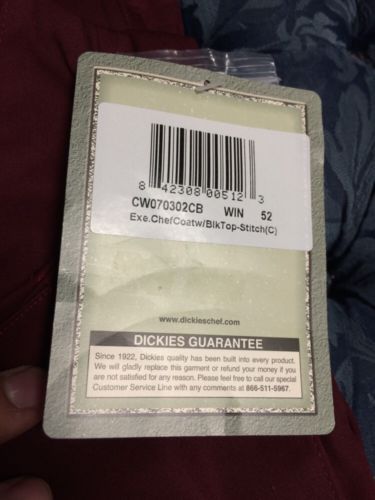 8 42308 00512 3
CW070302CB WIN 52
Exe.ChefCoatw/BlkTop-Stitch(C)
www.dickieschef.com
DICKIES GUARANTEE
Since 1922, Dickies quality has been built into every product.
We will gladly replace this garment or refund your money if you
are not satisfied for any reason. Please feel free to call our special
Customer Service Line with any comments at 866-511-5967.